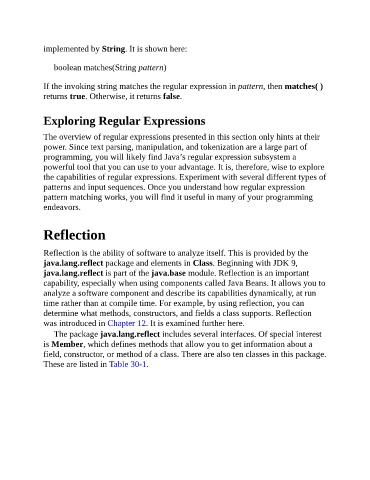 implemented by String. It is shown here:
boolean matches(String pattern)
If the invoking string matches the regular expression in pattern, then matches( )
returns true. Otherwise, it returns false.
Exploring Regular Expressions
The overview of regular expressions presented in this section only hints at their
power. Since text parsing, manipulation, and tokenization are a large part of
programming, you will likely find Java’s regular expression subsystem a
powerful tool that you can use to your advantage. It is, therefore, wise to explore
the capabilities of regular expressions. Experiment with several different types of
patterns and input sequences. Once you understand how regular expression
pattern matching works, you will find it useful in many of your programming
endeavors.
Reflection
Reflection is the ability of software to analyze itself. This is provided by the
java.lang.reflect package and elements in Class. Beginning with JDK 9,
java.lang.reflect is part of the java.base module. Reflection is an important
capability, especially when using components called Java Beans. It allows you to
analyze a software component and describe its capabilities dynamically, at run
time rather than at compile time. For example, by using reflection, you can
determine what methods, constructors, and fields a class supports. Reflection
was introduced in Chapter 12. It is examined further here.
The package java.lang.reflect includes several interfaces. Of special interest
is Member, which defines methods that allow you to get information about a
field, constructor, or method of a class. There are also ten classes in this package.
These are listed in Table 30-1.